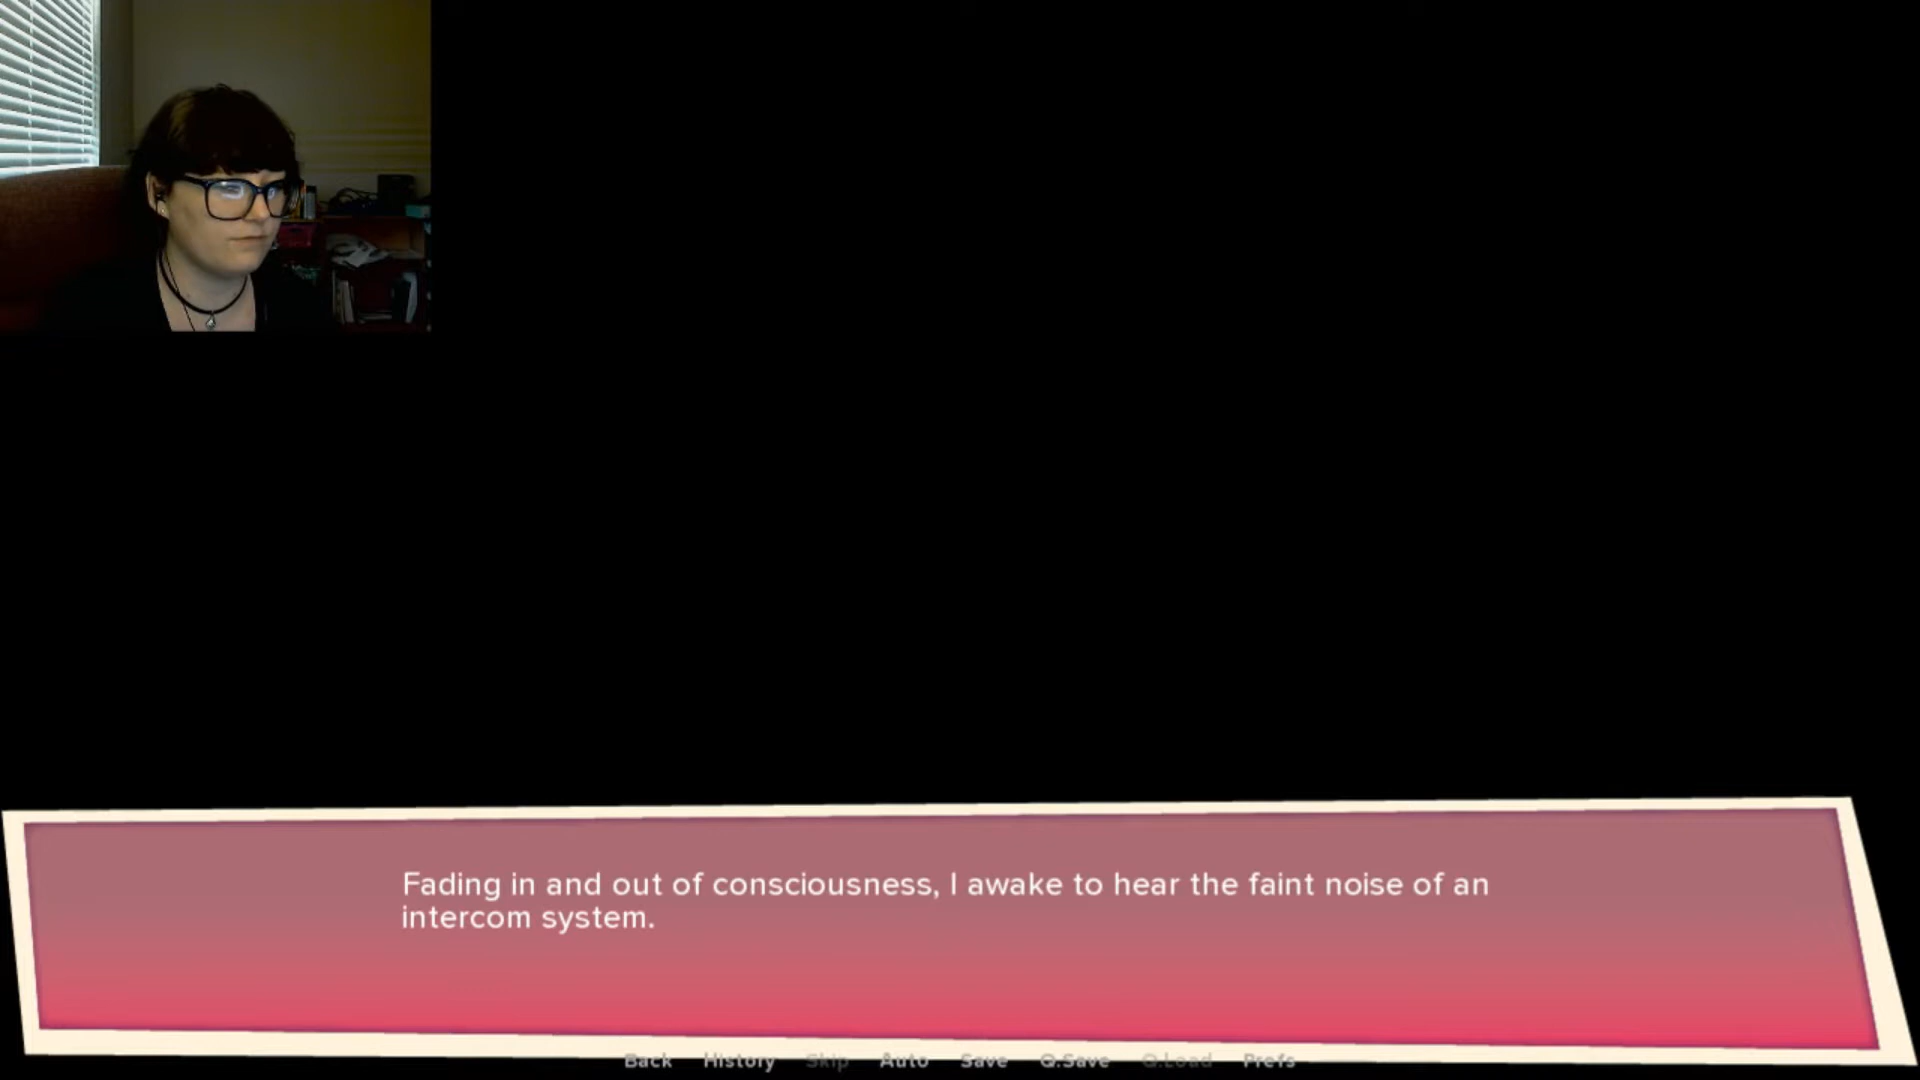 Fading in and out of consciousness, I awake to hear the faint noise of an
intercom system.
Back History Skip Auto Save Q.Save Q.Load Prefs